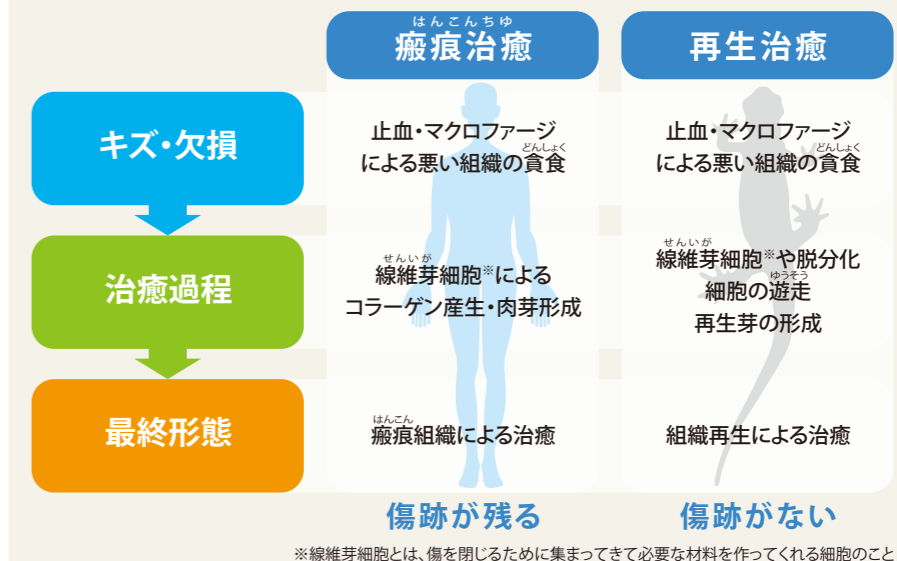 はんこんちゆ
瘢痕治癒
再生治癒
キズ・欠損
止血・マクロファージ
どんしょく
による悪い組織の貪食
止血・マクロファージ
どんしょく
による悪い組織の貪食
治癒過程
せんいが
線維芽細胞※による
コラーゲン産生・肉芽形成
せんいが
線維芽細胞※や脱分化
ゆうそう
細胞の遊走
再生芽の形成
最終形態
はんこん
瘢痕組織による治癒
組織再生による治癒
傷跡が残る
傷跡がない
※線維芽細胞とは、傷を閉じるために集まってきて必要な材料を作ってくれる細胞のこと